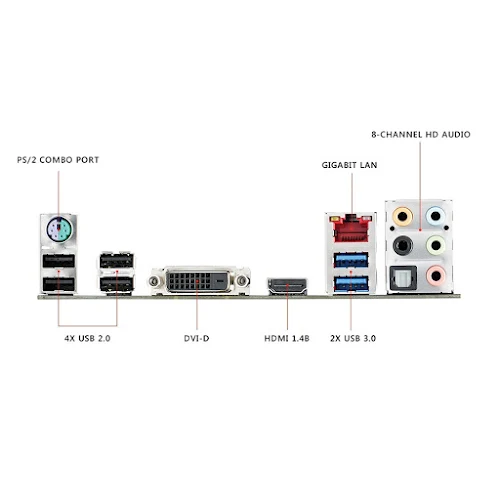 8-CHANNEL HD AUDIO
PS/2 COMBO PORT
GIGABIT LAN
4X USB 2.0
DVI-D
HDMI 1.4B
2X USB 3.0